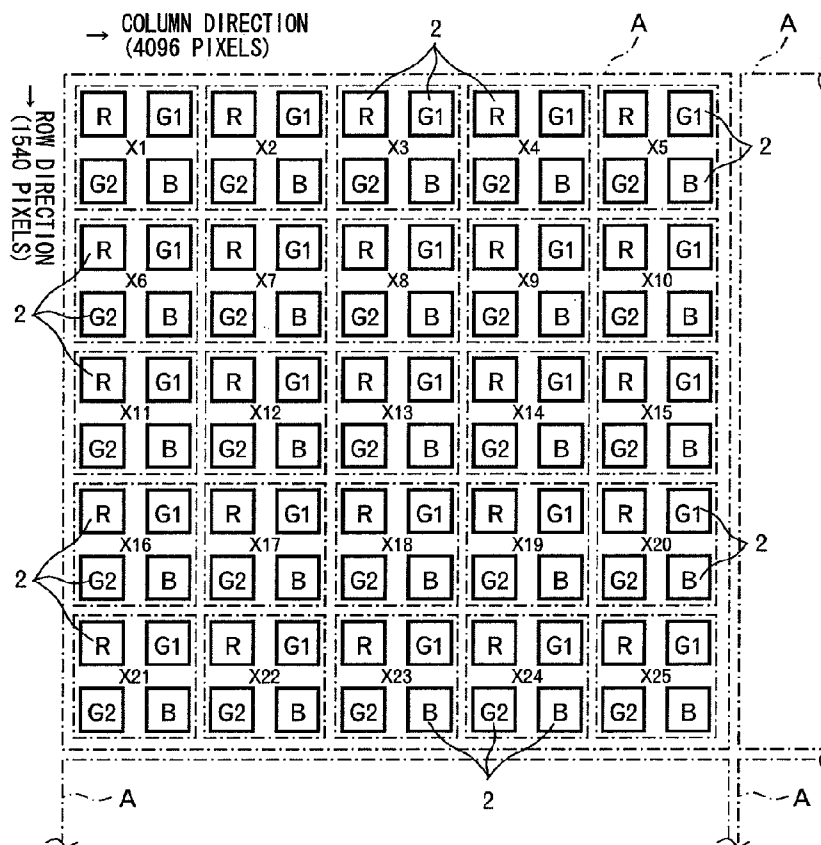 → COLUMN DIRECTION
(4096 PIXELS)
2
A
A
→ ROW DIRECTION
(1540 PIXELS)
R G1 R G1 R G1 R G1 R G1
X1 X2 X3 X4 X5
2
G2 B G2 B G2 B G2 B G2 B
R G1 R G1 R G1 R G1 R G1
X6 X7 X8 X9 X10
2
G2 B G2 B G2 B G2 B G2 B
R G1 R G1 R G1 R G1 R G1
X11 X12 X13 X14 X15
G2 B G2 B G2 B G2 B G2 B
R G1 R G1 R G1 R G1 R G1
X16 X17 X18 X19 X20
2
2
G2 B G2 B G2 B G2 B G2 B
R G1 R G1 R G1 R G1 R G1
X21 X22 X23 X24 X25
G2 B G2 B G2 B G2 B G2 B
A
2
A